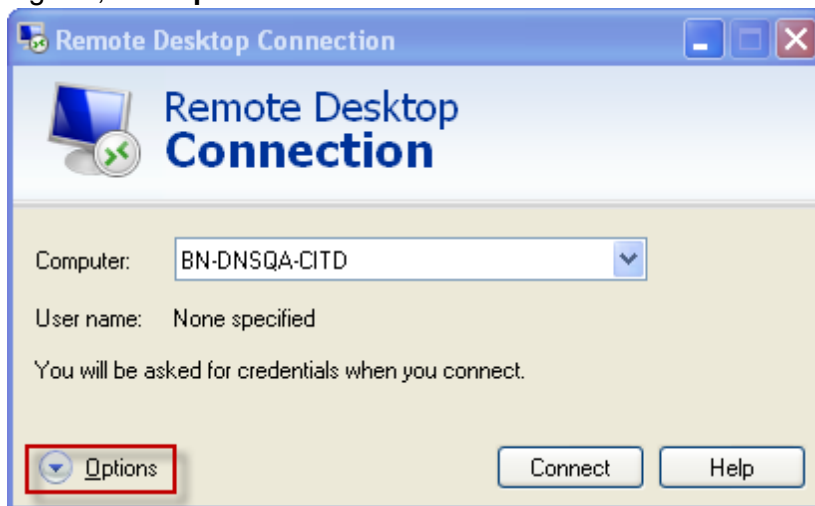 Remote Desktop Connection
Remote Desktop
Connection
Computer: BN-DNSQA-CITD
User name: None specified
You will be asked for credentials when you connect.
Options Connect Help